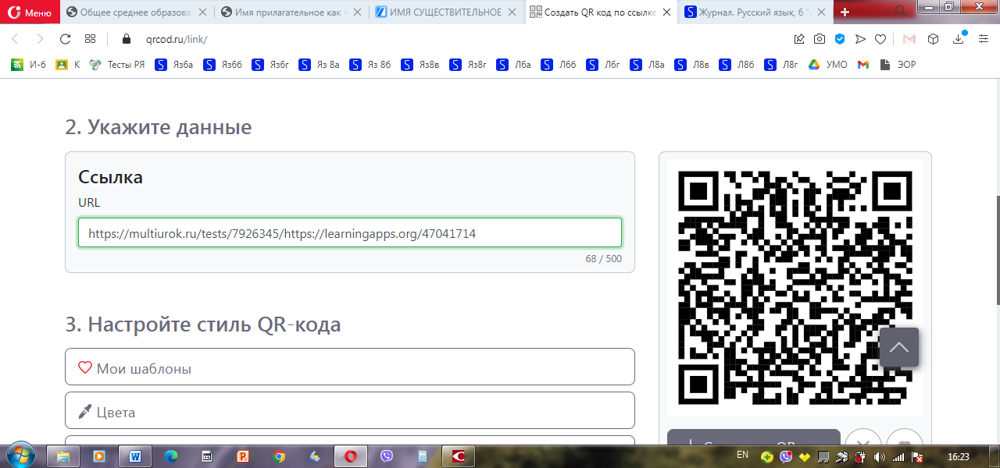 Меню
Общее среднее образова
Имя прилагательное как ч
ИМЯ СУЩЕСТВИТЕЛЬНОЕ
Создать QR код по ссылке
Журнал. Русский язык, 6 "
qrcod.ru/link/
И-6 К Тесты РЯ Яз6а Яз6б Яз6г Яз 8а Яз 8б Яз8в Яз8г Л6а Л6б Л6г Л8а Л8в Л8б Л8г УМО ЭОР
2. Укажите данные
Ссылка
URL
https://multiurok.ru/tests/7926345/https://learningapps.org/47041714
68 / 500
3. Настройте стиль QR-кода
Мои шаблоны
Цвета
EN
16:23